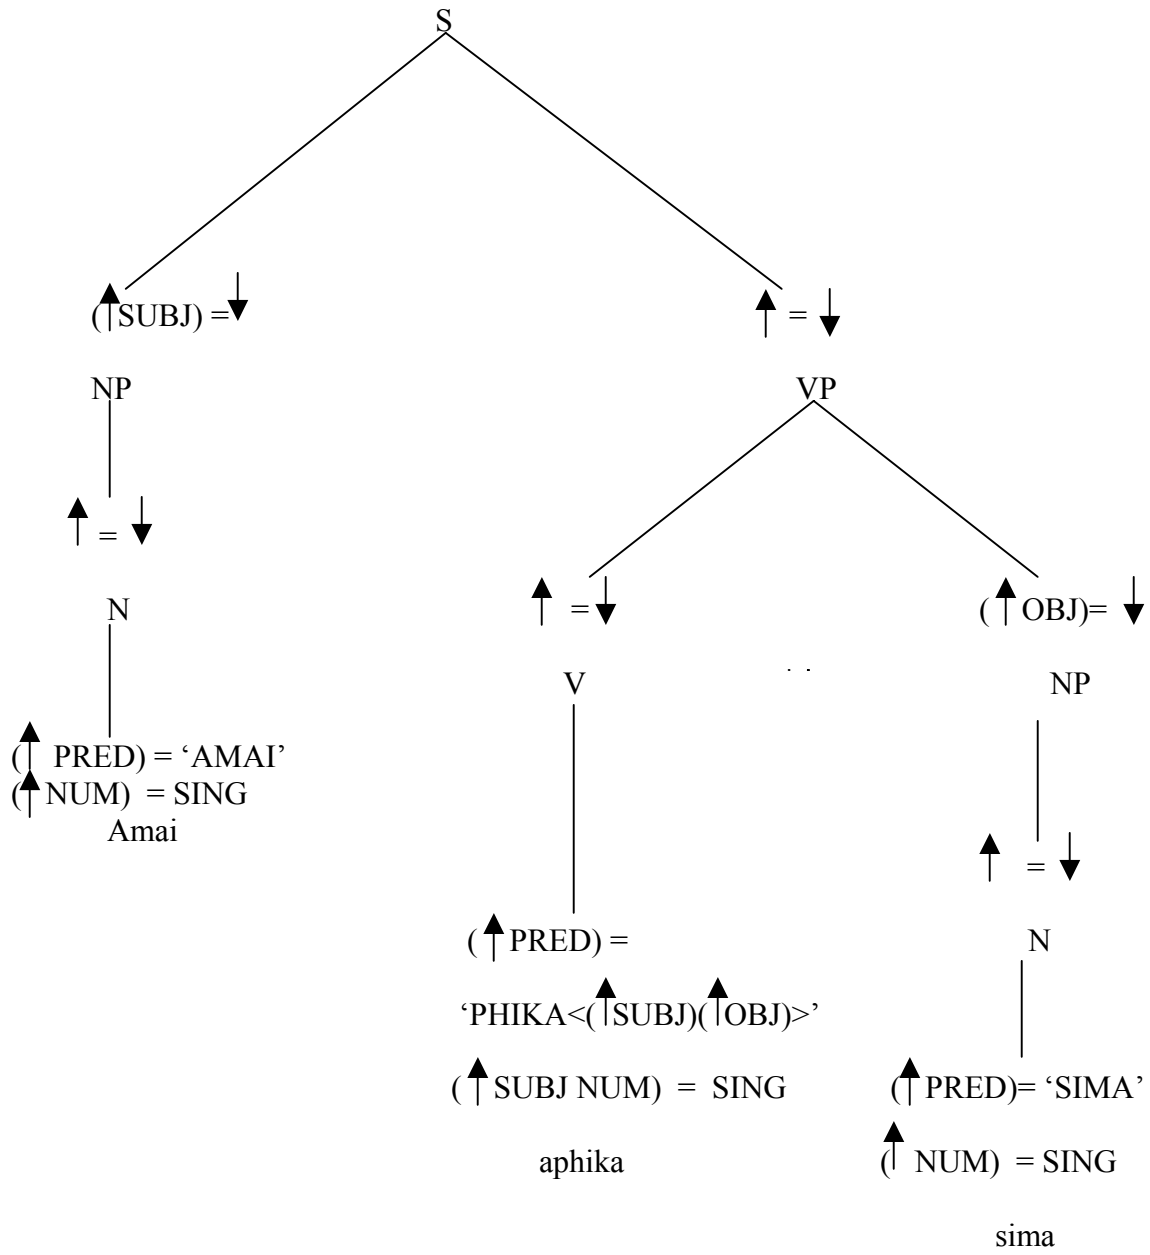 S
(↑SUBJ) =↓
↑ = ↓
NP
VP
↑ = ↓
N
↑ =↓
(↑ OBJ)= ↓
V
NP
(↑ PRED) = ‘AMAI’
(↑ NUM) = SING
Amai
↑ = ↓
(↑ PRED) =
N
‘PHIKA<(↑SUBJ)(↑OBJ)>’
(↑ SUBJ NUM) = SING
(↑ PRED)= ‘SIMA’
aphika
(↑ NUM) = SING
sima